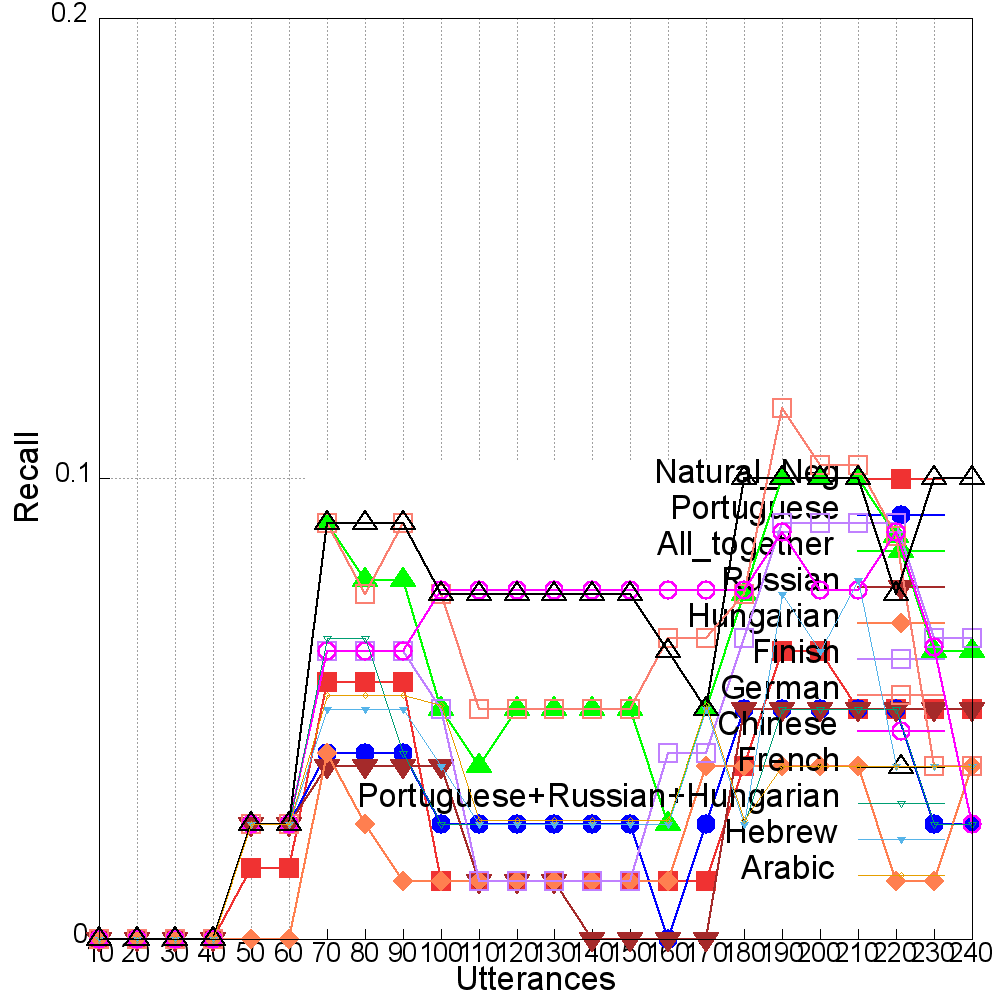 0.2
Recall
0.1
Natural_Neg
Portuguese
All_together
Russian
Hungarian
Finish
German
Chinese
French
Portuguese+Russian+Hungarian
Hebrew
Arabic
0
10 20 30 40 50 60 70 80 90 100 110 120 130 140 150 160 170 180 190 200 210 220 230 240
Utterances